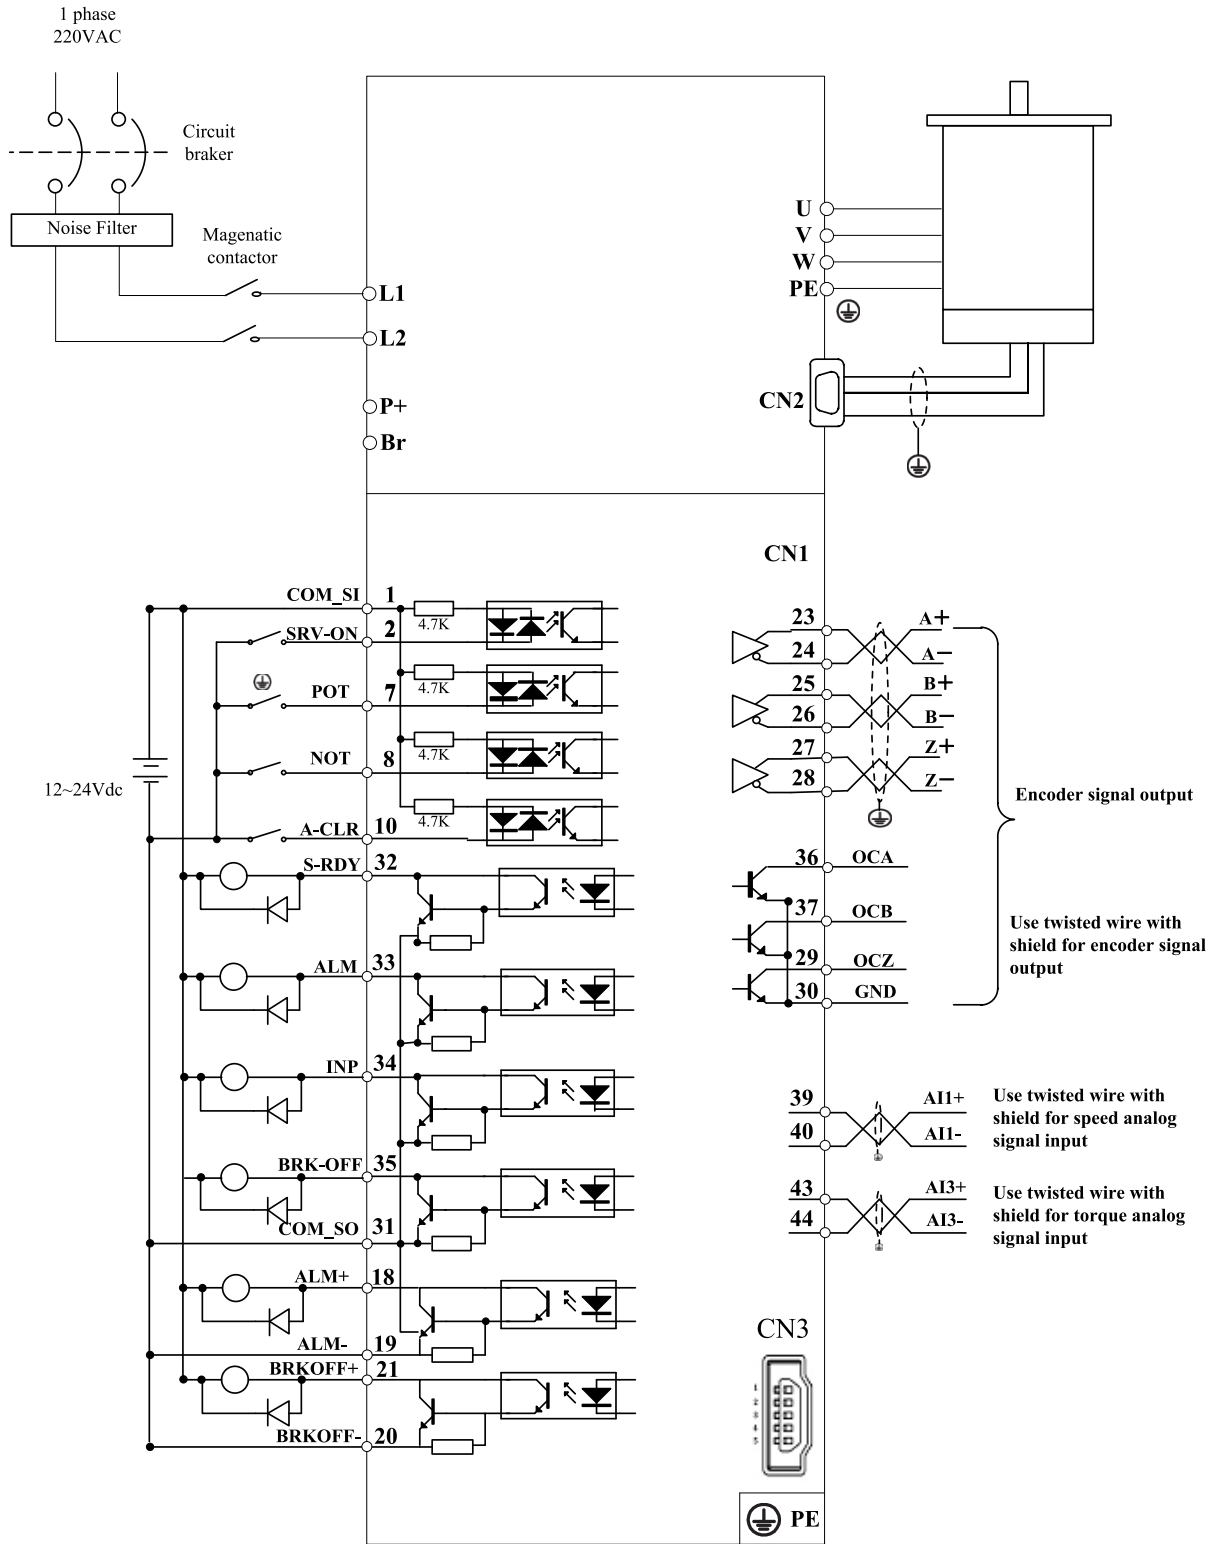 1 phase
220VAC
Circuit
braker
Noise Filter
Magenatic
contactor
L1
L2
P+
Br
U
V
W
PE
CN2
CN1
COM_SI 1
4.7K
SRV-ON 2
POT 7
4.7K
NOT 8
4.7K
12~24Vdc
A-CLR 10
4.7K
S-RDY 32
ALM 33
INP 34
BRK-OFF 35
COM_SO 31
ALM+ 18
ALM- 19
BRKOFF+ 21
BRKOFF- 20
23 A+
24 A-
25 B+
26 B-
27 Z+
28 Z-
Encoder signal output
36 OCA
37 OCB
29 OCZ
30 GND
Use twisted wire with
shield for encoder signal
output
39 AI1+
40 AI1-
Use twisted wire with
shield for speed analog
signal input
43 AI3+
44 AI3-
Use twisted wire with
shield for torque analog
signal input
CN3
1
2
3
4
5
PE